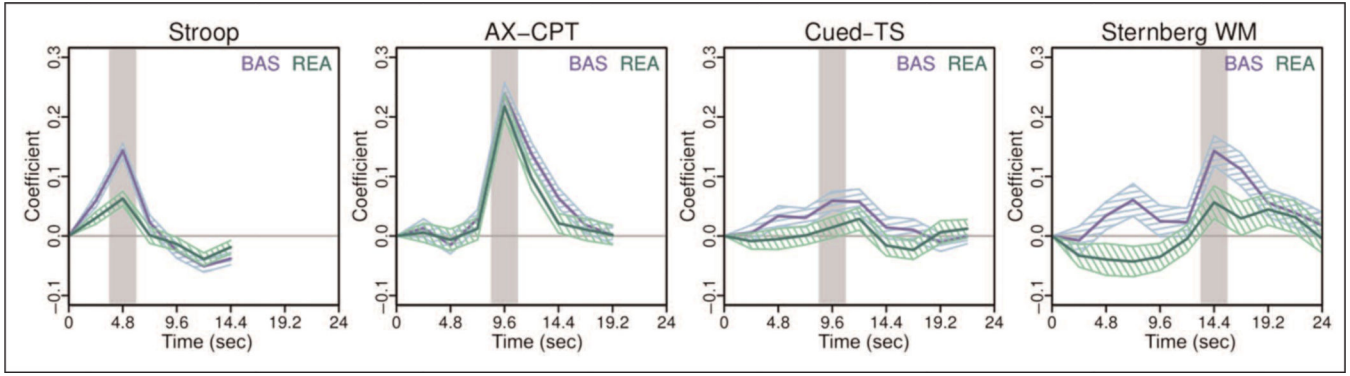 Stroop
BAS REA
0.3
0.2
0.1
0.0
−0.1
Coefficient
0 4.8 9.6 14.4 19.2 24
Time (sec)
AX−CPT
BAS REA
0.3
0.2
0.1
0.0
−0.1
Coefficient
0 4.8 9.6 14.4 19.2 24
Time (sec)
Cued−TS
BAS REA
0.3
0.2
0.1
0.0
−0.1
Coefficient
0 4.8 9.6 14.4 19.2 24
Time (sec)
Sternberg WM
BAS REA
0.3
0.2
0.1
0.0
−0.1
Coefficient
0 4.8 9.6 14.4 19.2 24
Time (sec)